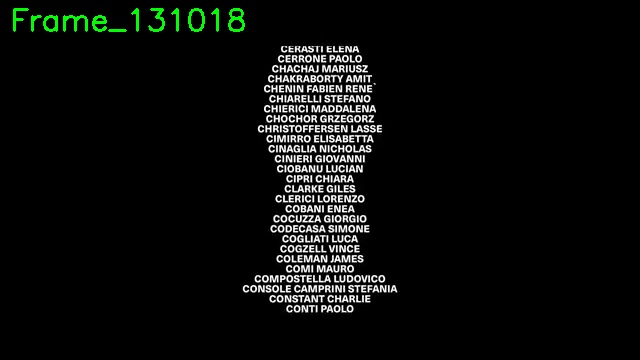 Frame_131018
CERASTI ELENA
CERRONE PAOLO
CHACHAJ MARIUSZ
CHAKRABORTY AMIT
CHENIN FABIEN RENE`
CHIARELLI STEFANO
CHIERICI MADDALENA
CHOCHOR GRZEGORZ
CHRISTOFFERSEN LASSE
CIMIRRO ELISABETTA
CINAGLIA NICHOLAS
CINIERI GIOVANNI
CIOBANU LUCIAN
CIPRI CHIARA
CLARKE GILES
CLERICI LORENZO
COBANI ENEA
COCUZZA GIORGIO
CODECASA SIMONE
COGLIATI LUCA
COGZELL VINCE
COLEMAN JAMES
COMI MAURO
COMPOSTELLA LUDOVICO
CONSOLE CAMPRINI STEFANIA
CONSTANT CHARLIE
CONTI PAOLO